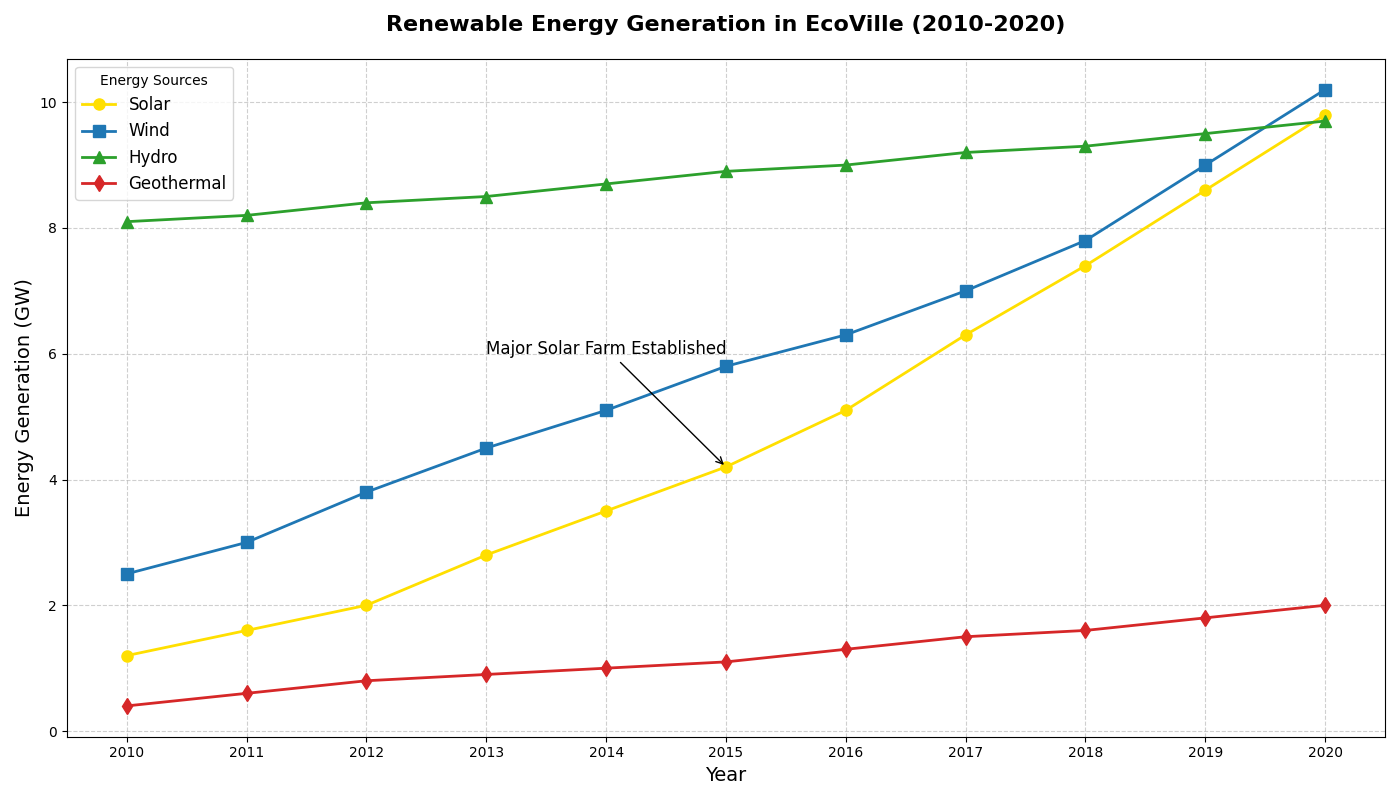 Renewable Energy Generation in EcoVille (2010-2020)
Energy Sources
Solar
Wind
Hydro
Geothermal
Major Solar Farm Established
Energy Generation (GW)
10
8
6
4
2
0
2010 2011 2012 2013 2014 2015 2016 2017 2018 2019 2020
Year